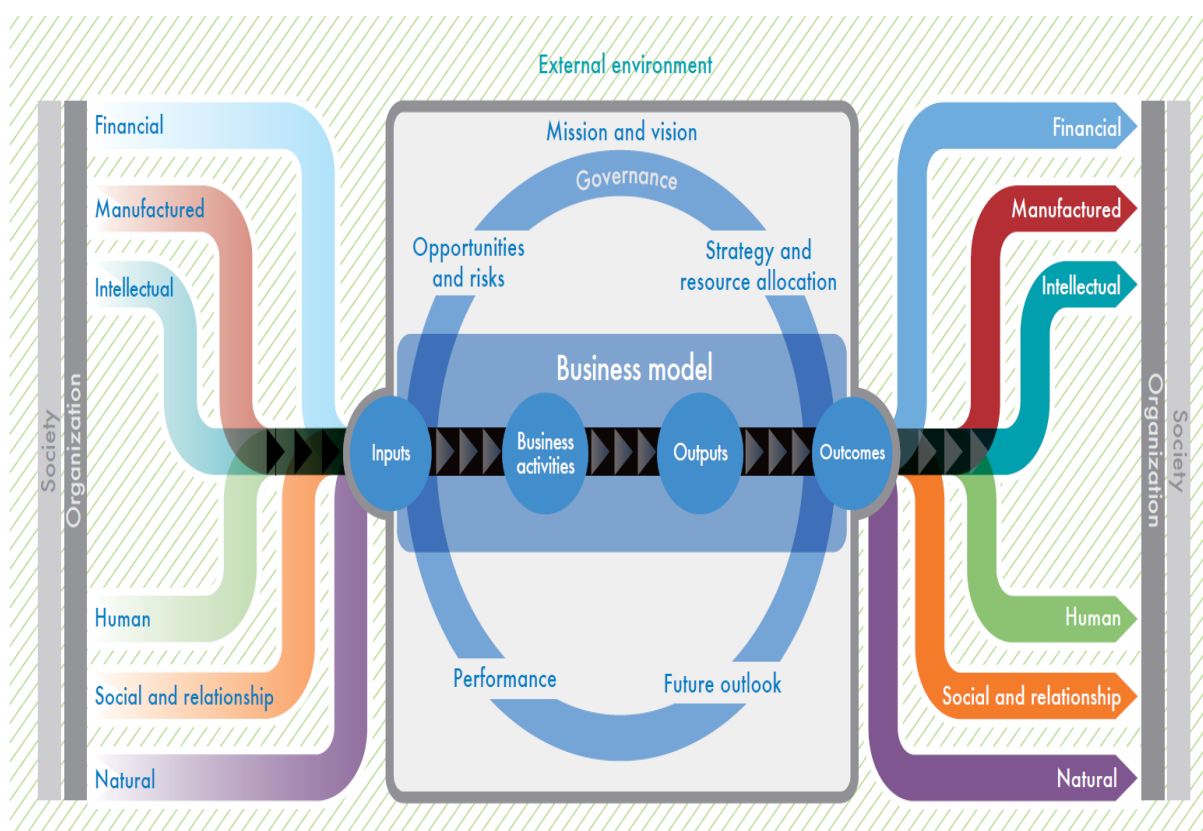 External environment
Society
Organization
Financial
Manufactured
Intellectual
Human
Social and relationship
Natural
Mission and vision
Governance
Opportunities
and risks
Strategy and
resource allocation
Business model
Inputs
Business
activities
Outputs
Outcomes
Performance
Future outlook
Financial
Manufactured
Intellectual
Human
Social and relationship
Natural
Organization
Society